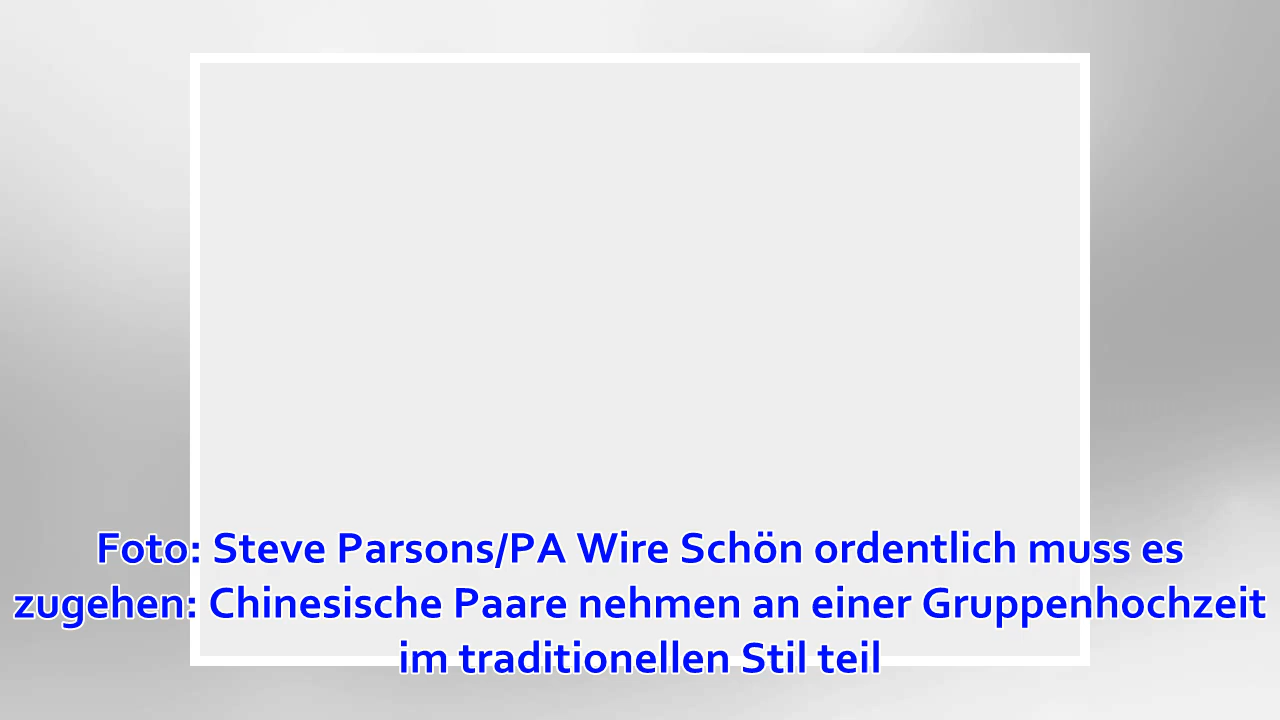 Foto: Steve Parsons/PA Wire Schön ordentlich muss es
zugehen: Chinesische Paare nehmen an einer Gruppenhochzeit
im traditionellen Stil teil